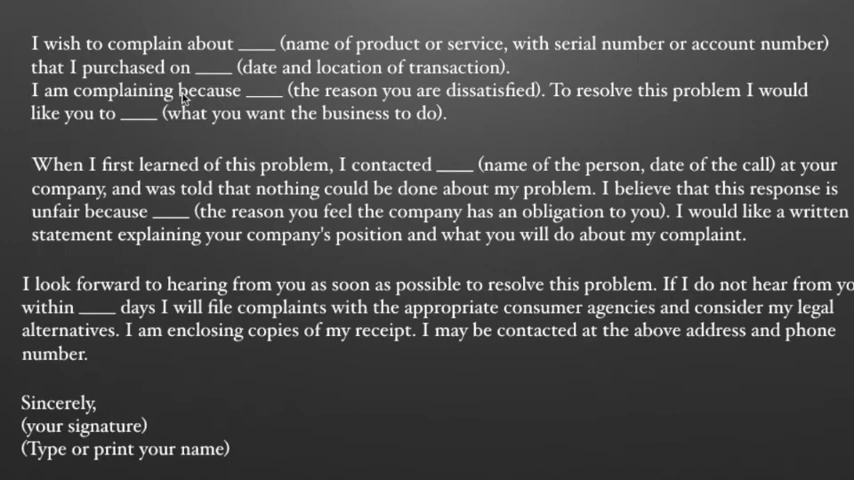 I wish to complain about ____ (name of product or service, with serial number or account number)
that I purchased on ____ (date and location of transaction).
I am complaining because ____ (the reason you are dissatisfied). To resolve this problem I would
like you to ____ (what you want the business to do).
When I first learned of this problem, I contacted ____ (name of the person, date of the call) at your
company, and was told that nothing could be done about my problem. I believe that this response is
unfair because ____ (the reason you feel the company has an obligation to you). I would like a written
statement explaining your company's position and what you will do about my complaint.
I look forward to hearing from you as soon as possible to resolve this problem. If I do not hear from yo
within ____ days I will file complaints with the appropriate consumer agencies and consider my legal
alternatives. I am enclosing copies of my receipt. I may be contacted at the above address and phone
number.
Sincerely,
(your signature)
(Type or print your name)